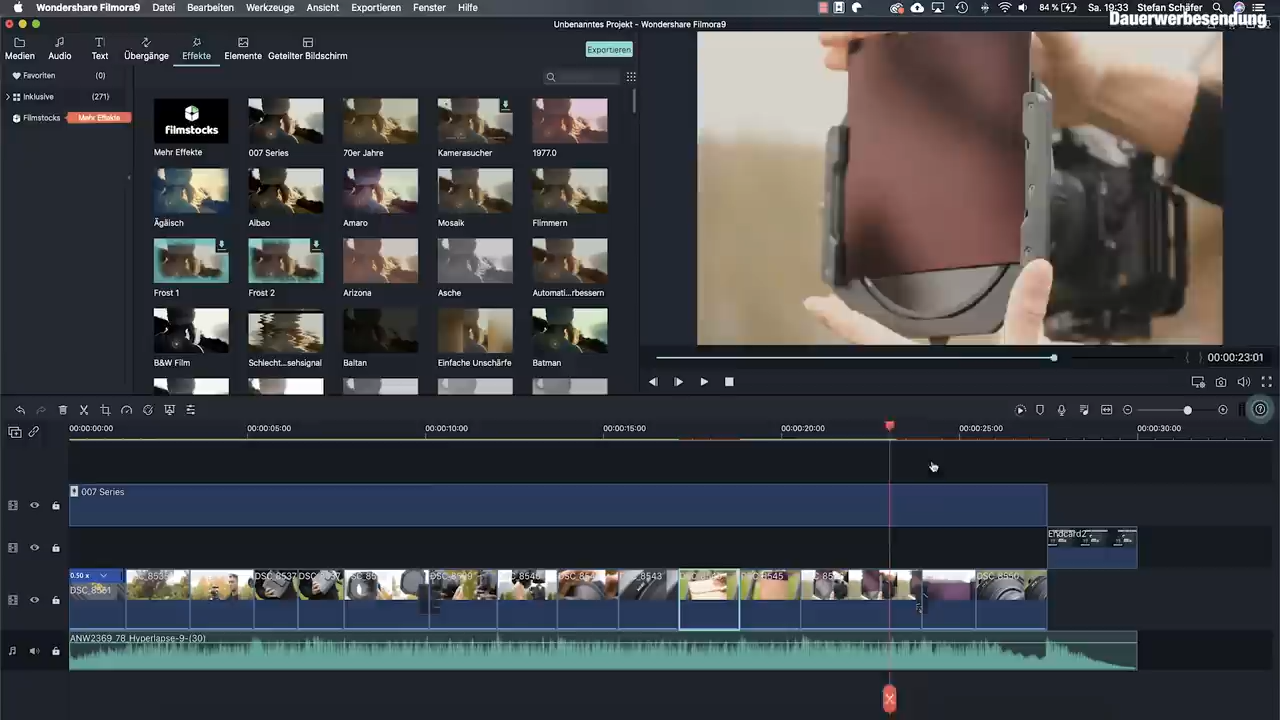 Wondershare Filmora9 Datei Bearbeiten Werkzeuge Ansicht Exportieren Fenster Hilfe 84 % Sa. 19:33 Stefan Schäfer
Dauerwerbesendung
Unbenanntes Projekt - Wondershare Filmora9
Medien Audio Text Übergänge Effekte Elemente Geteilter Bildschirm Exportieren
Favoriten (0)
Inklusive (271)
Filmstocks Mehr Effekte
filmstocks
Mehr Effekte 007 Series 70er Jahre Kamerasucher 1977.0
Ägäisch Aibao Amaro Mosaik Flimmern
Frost 1 Frost 2 Arizona Asche Automati...rbessern
B&W Film Schlecht...sehsignal Baltan Einfache Unschärfe Batman
00:00:23:01
00:00:00:00 00:00:05:00 00:00:10:00 00:00:15:00 00:00:20:00 00:00:25:00 00:00:30:00
007 Series
Endcard2
0.50 x
DSC_8561 DSC_8537 DSC_8543 DSC_8550
ANW2369_78_Hyperlapse-9-(30)